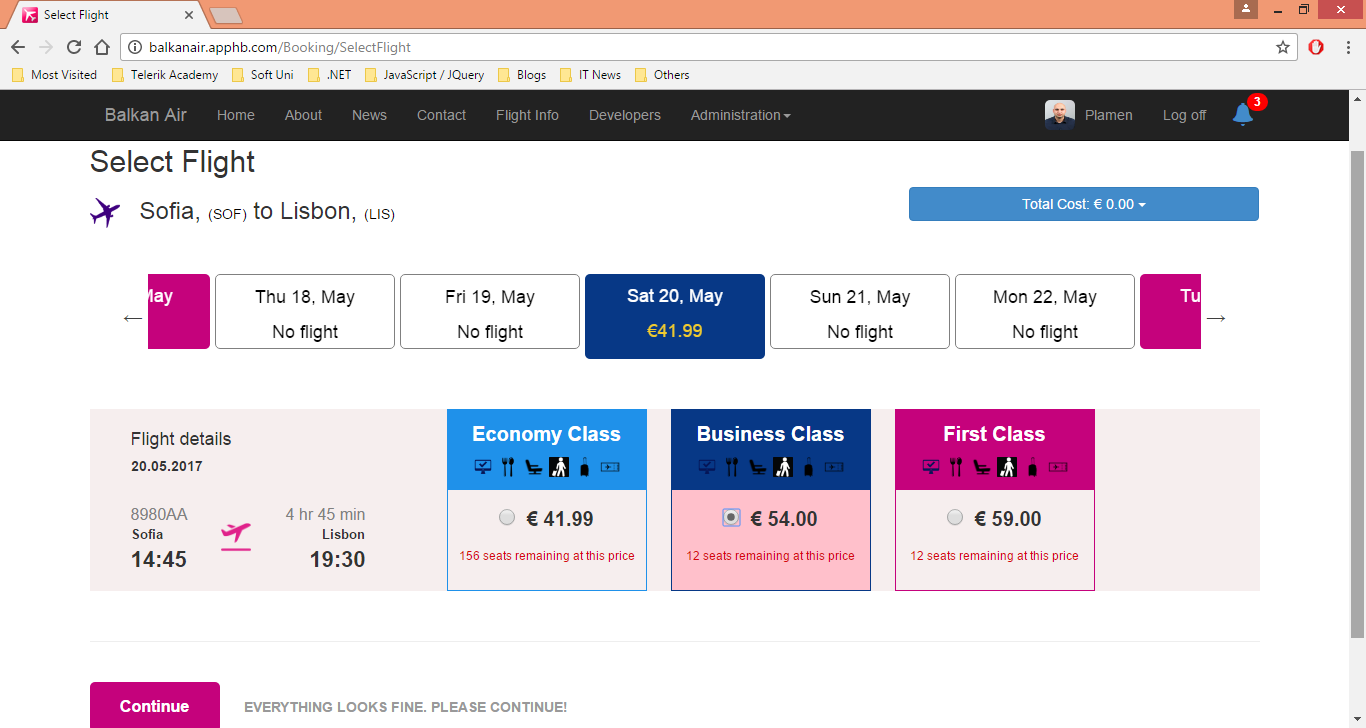 Select Flight
balkanair.apphb.com/Booking/SelectFlight
Most Visited Telerik Academy Soft Uni .NET JavaScript / JQuery Blogs IT News Others
Balkan Air Home About News Contact Flight Info Developers Administration Plamen Log off 3
Select Flight
Sofia, (SOF) to Lisbon, (LIS)
Total Cost: € 0.00
← May
Thu 18, May
No flight
Fri 19, May
No flight
Sat 20, May
€41.99
Sun 21, May
No flight
Mon 22, May
No flight
Tu →
Flight details
20.05.2017
8980AA 4 hr 45 min
Sofia Lisbon
14:45 19:30
Economy Class
€ 41.99
156 seats remaining at this price
Business Class
€ 54.00
12 seats remaining at this price
First Class
€ 59.00
12 seats remaining at this price
Continue
EVERYTHING LOOKS FINE. PLEASE CONTINUE!